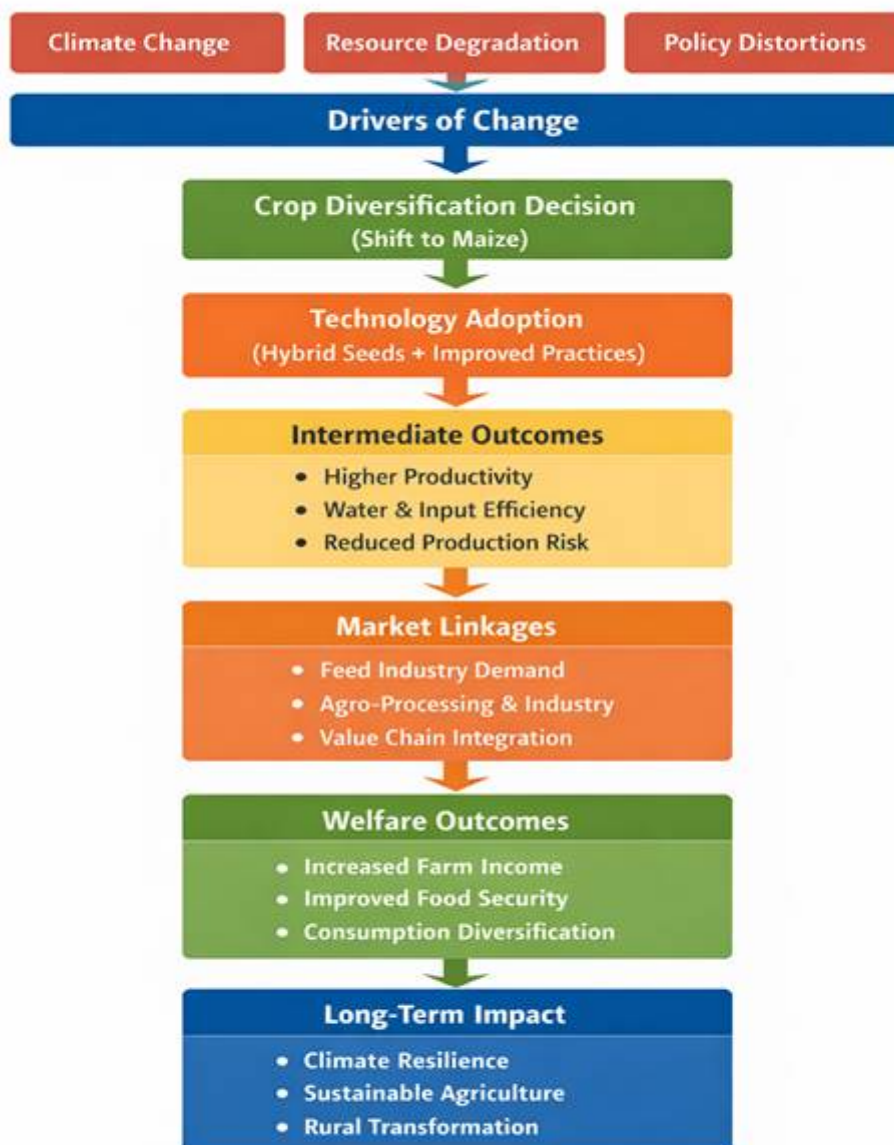 Climate Change
Resource Degradation
Policy Distortions
Drivers of Change
Crop Diversification Decision
(Shift to Maize)
Technology Adoption
(Hybrid Seeds + Improved Practices)
Intermediate Outcomes
• Higher Productivity
• Water & Input Efficiency
• Reduced Production Risk
Market Linkages
• Feed Industry Demand
• Agro-Processing & Industry
• Value Chain Integration
Welfare Outcomes
• Increased Farm Income
• Improved Food Security
• Consumption Diversification
Long-Term Impact
• Climate Resilience
• Sustainable Agriculture
• Rural Transformation